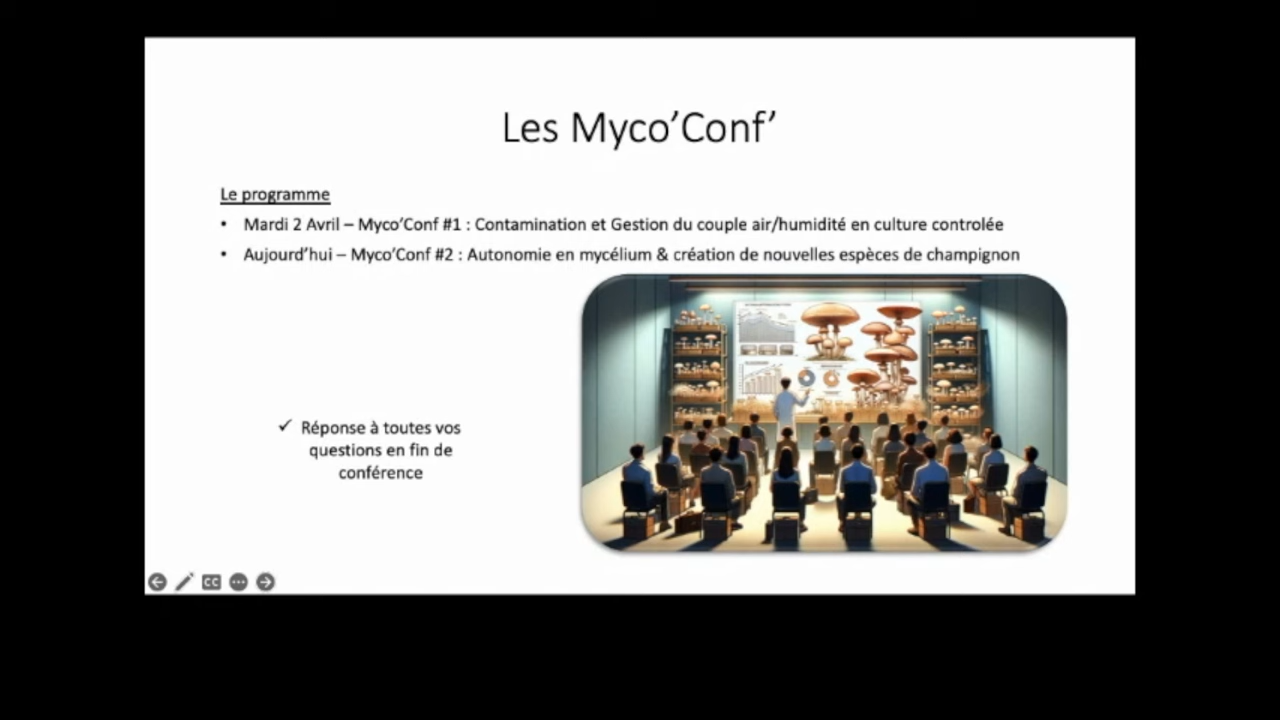 Les Myco’Conf’
Le programme
• Mardi 2 Avril – Myco’Conf #1 : Contamination et Gestion du couple air/humidité en culture controlée
• Aujourd’hui – Myco’Conf #2 : Autonomie en mycélium & création de nouvelles espèces de champignon
✓ Réponse à toutes vos
questions en fin de
conférence
CC